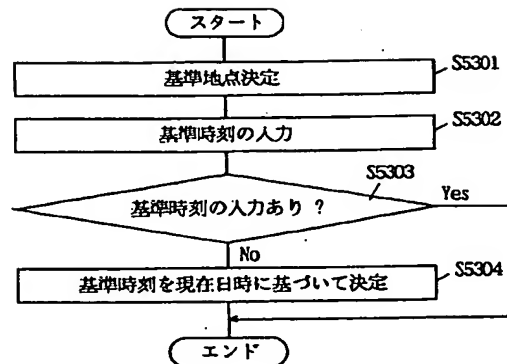 スタート
基準地点決定
S5301
基準時刻の入力
S5302
基準時刻の入力あり ?
S5303
Yes
No
基準時刻を現在日時に基づいて決定
S5304
エンド